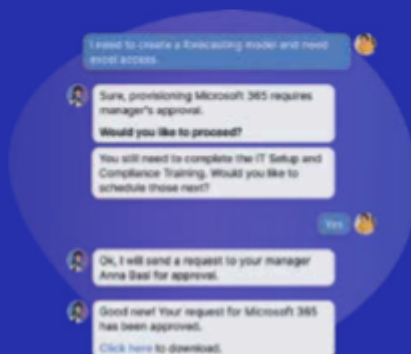 I need to create a forecasting model and need
excel access.
Sure, provisioning Microsoft 365 requires
manager's approval.
Would you like to proceed?
You still need to complete the IT Setup and
Compliance Training. Would you like to
schedule those next?
Yes
Ok, I will send a request to your manager
Anna Basi for approval.
Good new! Your request for Microsoft 365
has been approved.
Click here to download.